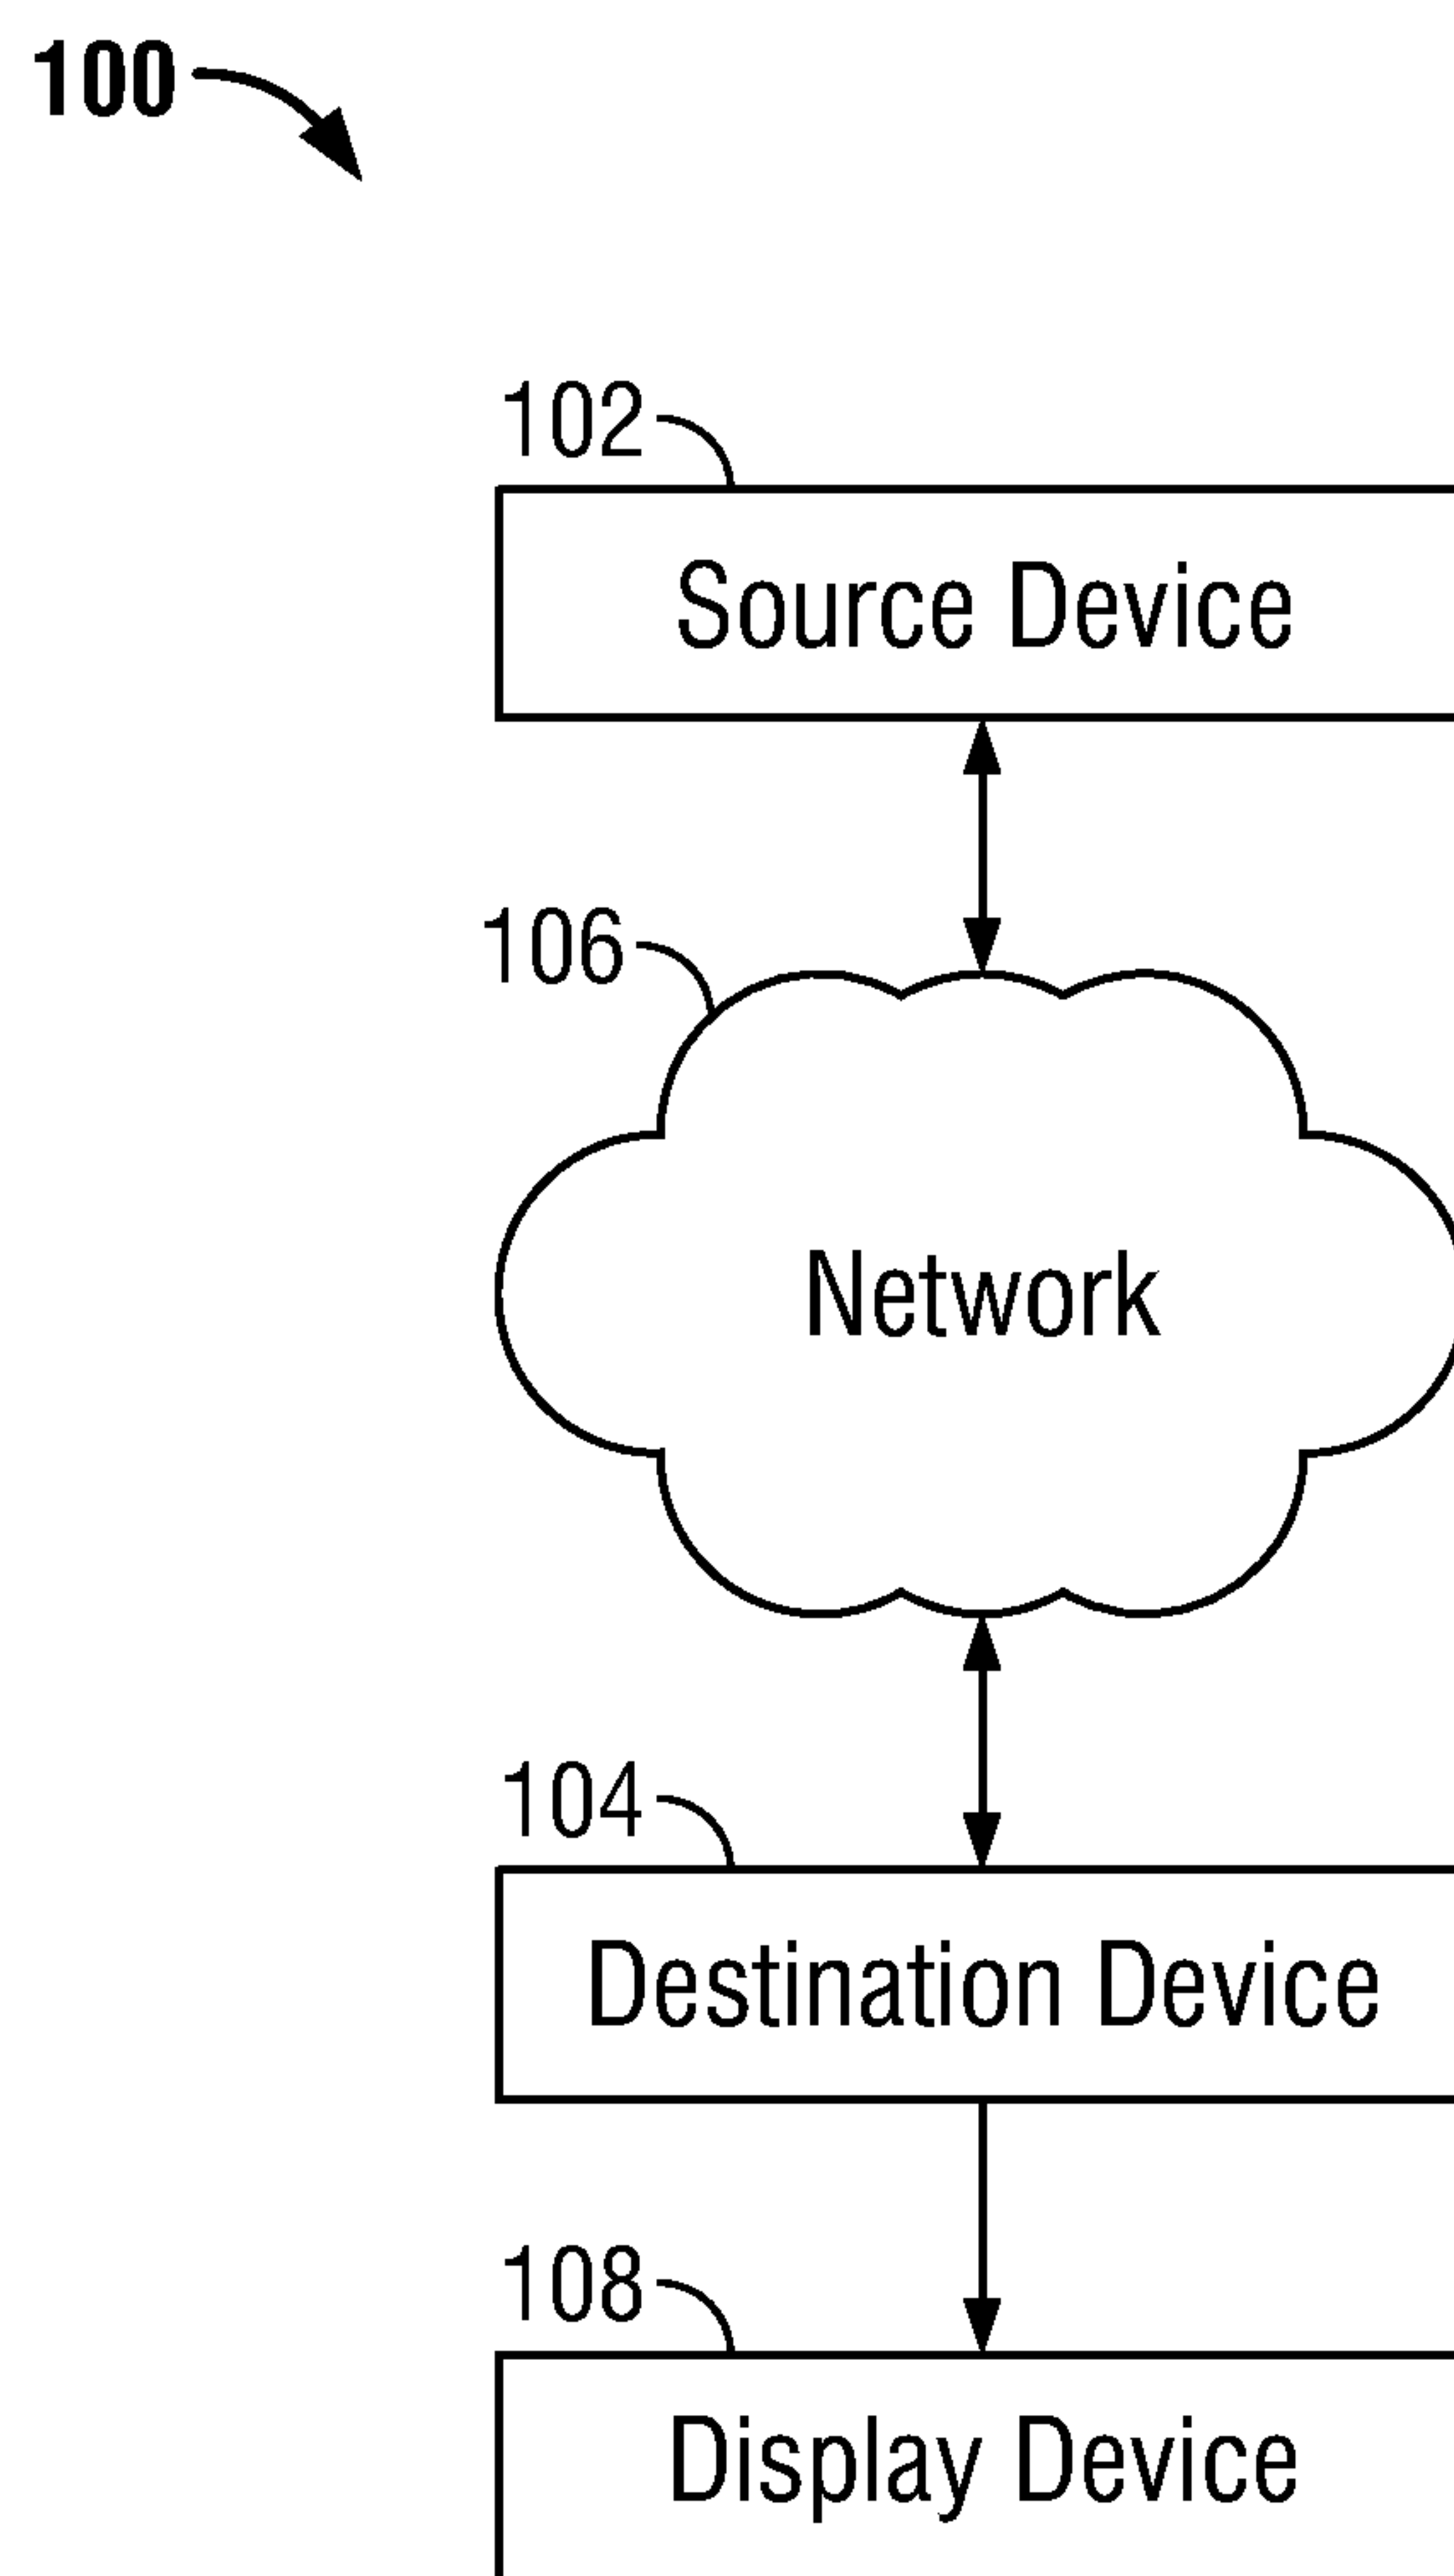 100
102
Source Device
106
Network
104
Destination Device
108
Display Device